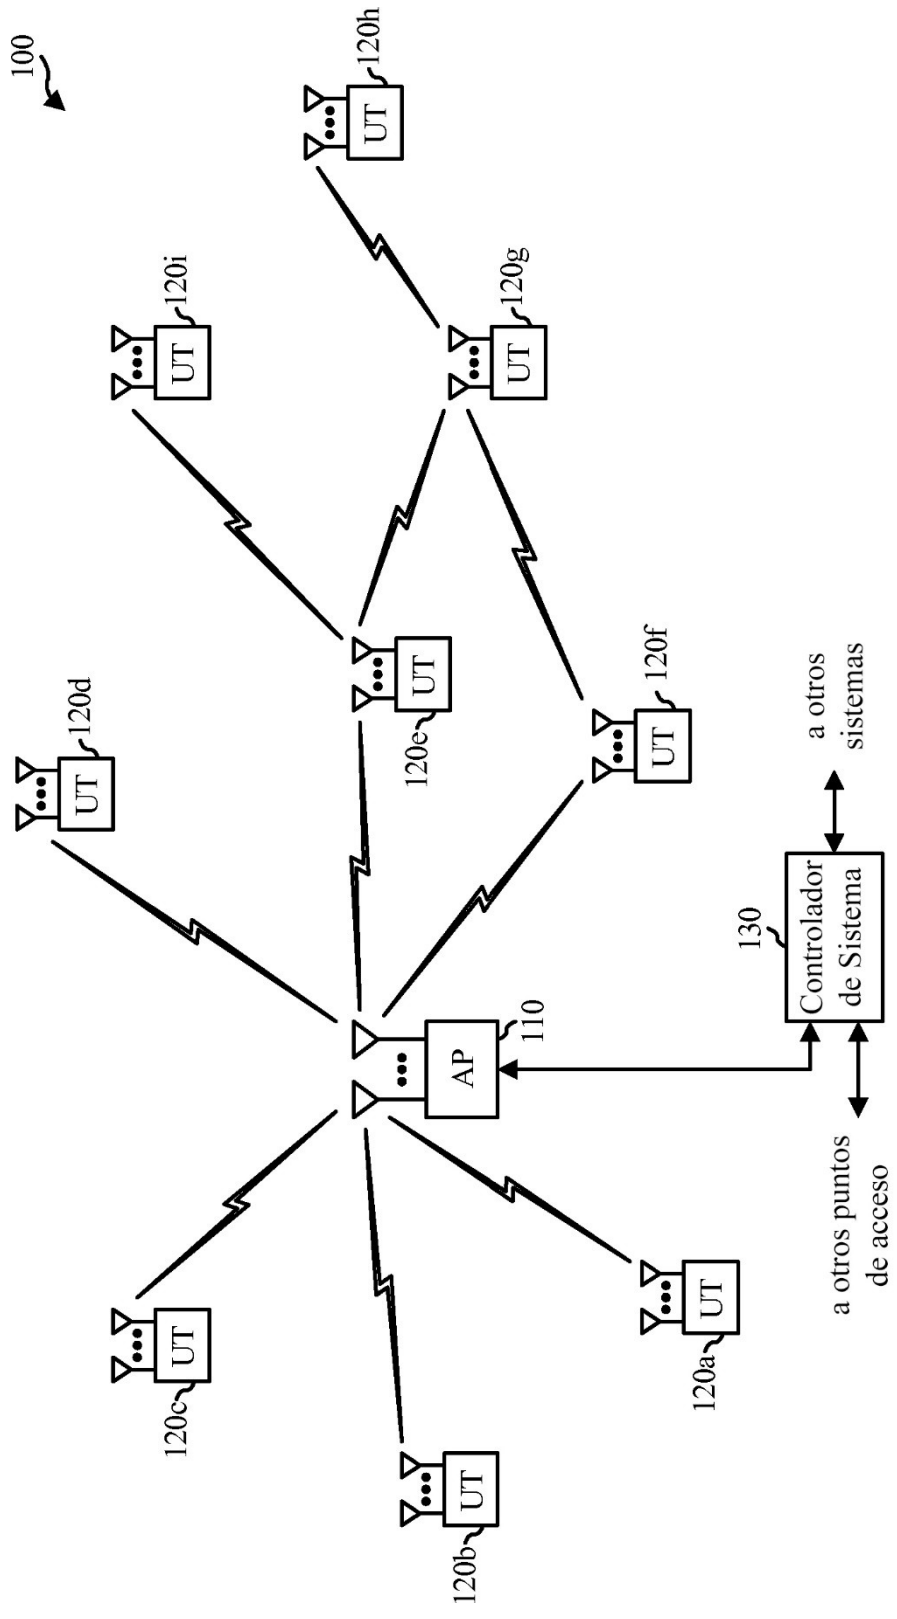 100
120d
UT
120c
UT
120i
UT
120h
UT
120e
UT
120b
UT
AP
110
120g
UT
120f
UT
120a
UT
130
Controlador
de Sistema
a otros
sistemas
a otros puntos
de acceso